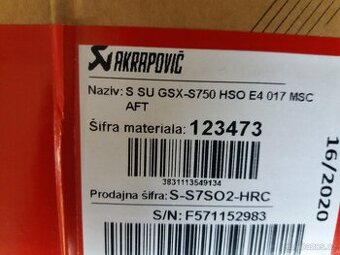 AKRAPOVIČ
Naziv: S SU GSX-S750 HSO E4 017 MSC
AFT
Šifra materiala: 123473
3831113549134
Prodajna šifra: S-S7SO2-HRC
S/N: F571152983
16/2020